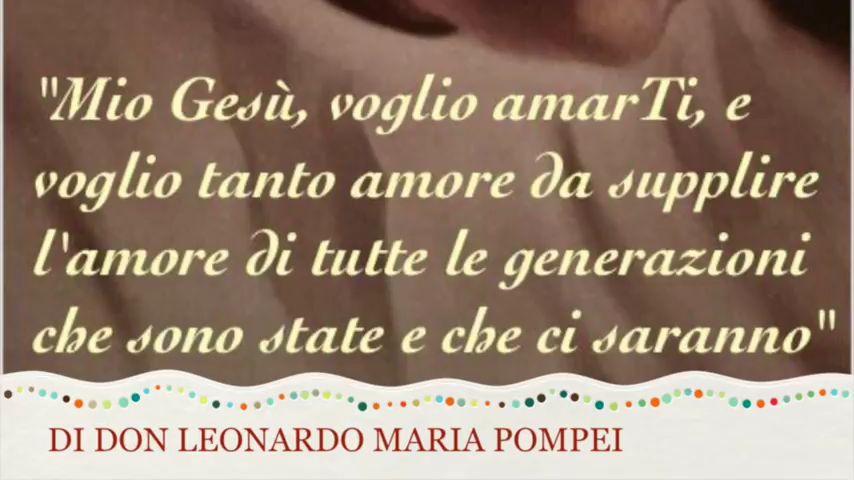 "Mio Gesù, voglio amarTi, e
voglio tanto amore da supplire
l'amore di tutte le generazioni
che sono state e che ci saranno"
DI DON LEONARDO MARIA POMPEI